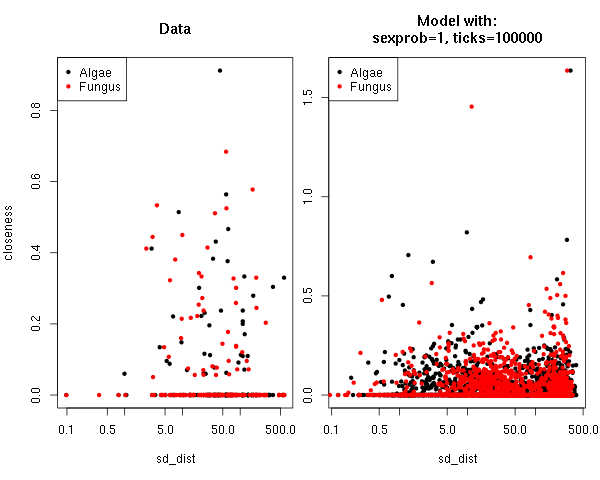 Data
Algae
Fungus
closeness
0.8
0.6
0.4
0.2
0.0
0.1
0.5
5.0
50.0
500.0
sd_dist
Model with:
sexprob=1, ticks=100000
Algae
Fungus
1.5
1.0
0.5
0.0
0.1
0.5
5.0
50.0
500.0
sd_dist